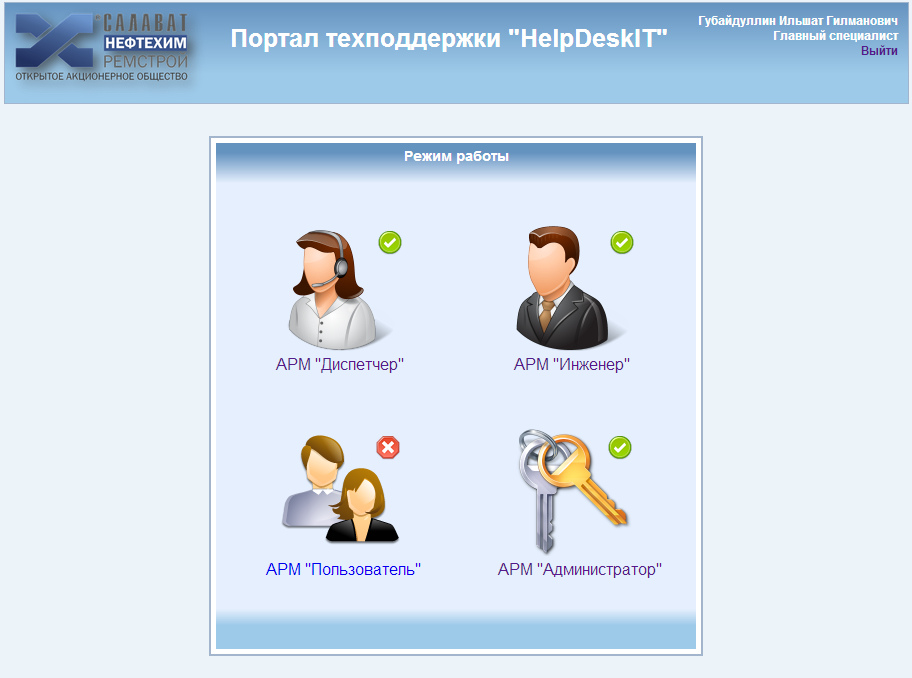 САЛАВАТ
НЕФТЕХИМ
РЕМСТРОЙ
ОТКРЫТОЕ АКЦИОНЕРНОЕ ОБЩЕСТВО
Портал техподдержки "HelpDeskIT"
Губайдуллин Ильшат Гилманович
Главный специалист
Выйти
Режим работы
АРМ "Диспетчер"
АРМ "Инженер"
АРМ "Пользователь"
АРМ "Администратор"